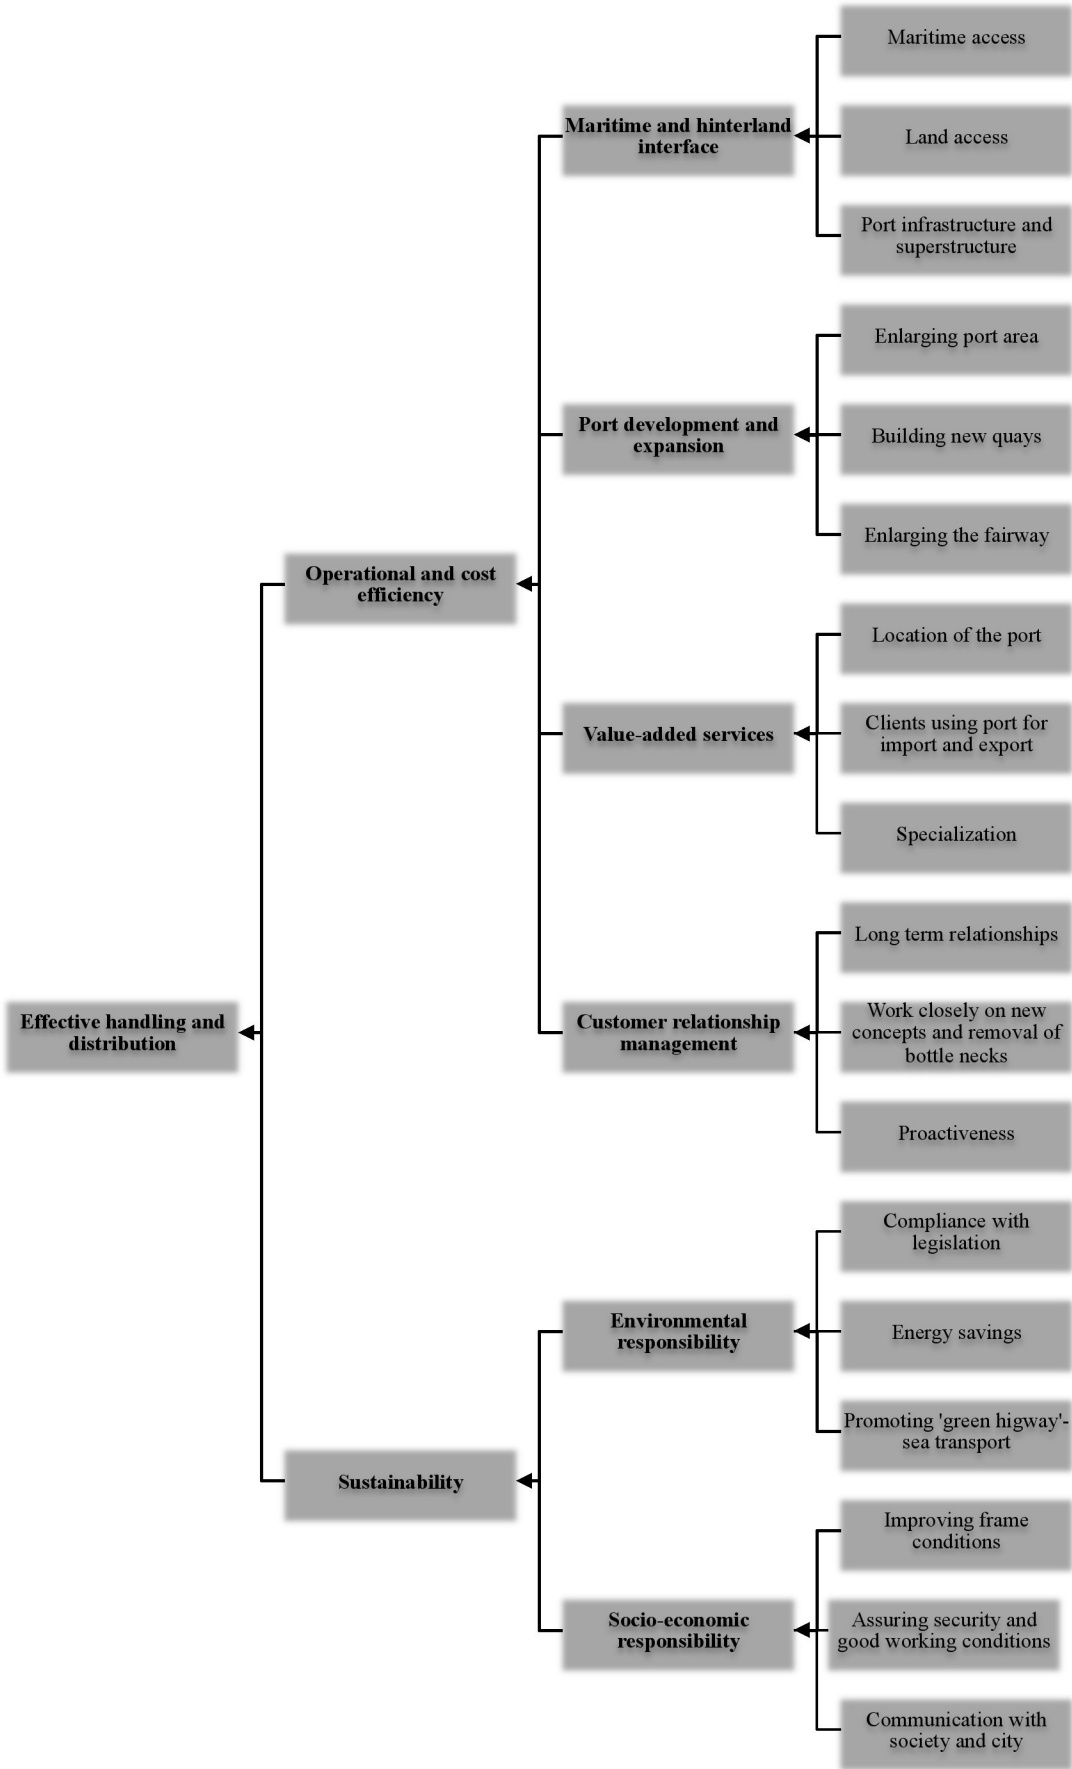 Maritime access
Maritime and hinterland
interface
Land access
Port infrastructure and
superstructure
Enlarging port area
Port development and
expansion
Building new quays
Enlarging the fairway
Operational and cost
efficiency
Location of the port
Value-added services
Clients using port for
import and export
Specialization
Long term relationships
Effective handling and
distribution
Customer relationship
management
Work closely on new
concepts and removal of
bottle necks
Proactiveness
Compliance with
legislation
Environmental
responsibility
Energy savings
Promoting 'green higway'-
sea transport
Sustainability
Improving frame
conditions
Socio-economic
responsibility
Assuring security and
good working conditions
Communication with
society and city